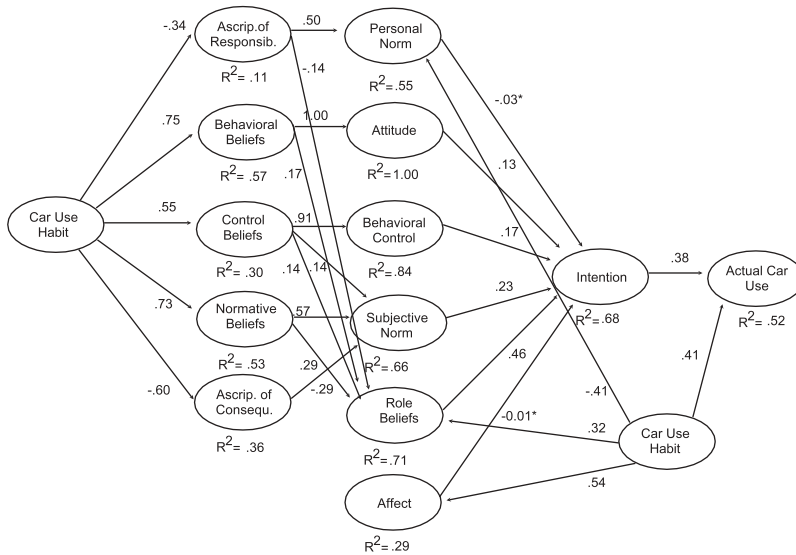 -.34
Ascrip.of
Responsib.
R2= .11
.50
-.14
Personal
Norm
R2=.55
-.03*
.75
Behavioral
Beliefs
R2= .57
1.00
.17
Attitude
R2=1.00
.13
Car Use
Habit
.55
Control
Beliefs
R2= .30
.91
.14
.14
Behavioral
Control
R2=.84
.17
Intention
R2=.68
.38
Actual Car
Use
R2= .52
.73
Normative
Beliefs
R2= .53
.57
.29
Subjective
Norm
R2=.66
.23
-.60
Ascrip. of
Consequ.
R2= .36
-.29
Role
Beliefs
R2=.71
.46
-0.01*
-.41
.41
.32
Car Use
Habit
.54
Affect
R2=.29